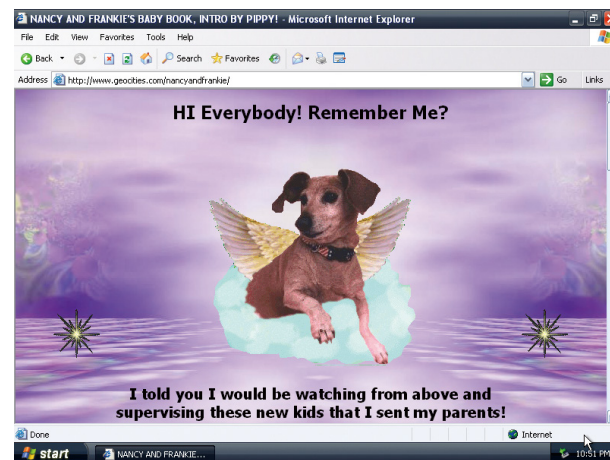 NANCY AND FRANKIE'S BABY BOOK, INTRO BY PIPPY! - Microsoft Internet Explorer
File Edit View Favorites Tools Help
Back Search Favorites
Address http://www.geocities.com/nancyandfrankie/ Go Links
HI Everybody! Remember Me?
I told you I would be watching from above and
supervising these new kids that I sent my parents!
Done Internet
start NANCY AND FRANKIE... 10:51 PM